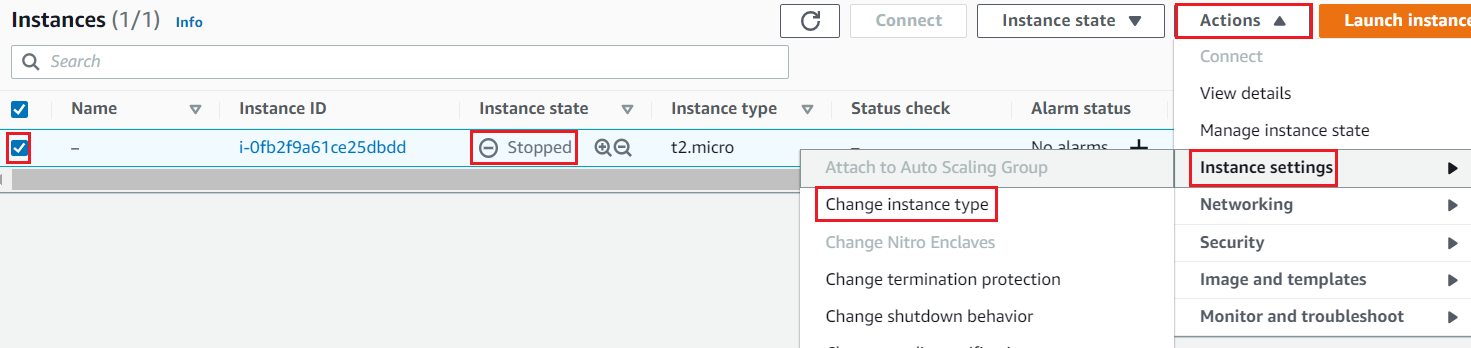 Instances (1/1) Info Connect Instance state Actions Launch instance
Search Connect
View details
Name Instance ID Instance state Instance type Status check Alarm status
Manage instance state
– i-0fb2f9a61ce25dbdd Stopped t2.micro – No alarms
Attach to Auto Scaling Group Instance settings
Change instance type Networking
Change Nitro Enclaves Security
Change termination protection Image and templates
Change shutdown behavior Monitor and troubleshoot